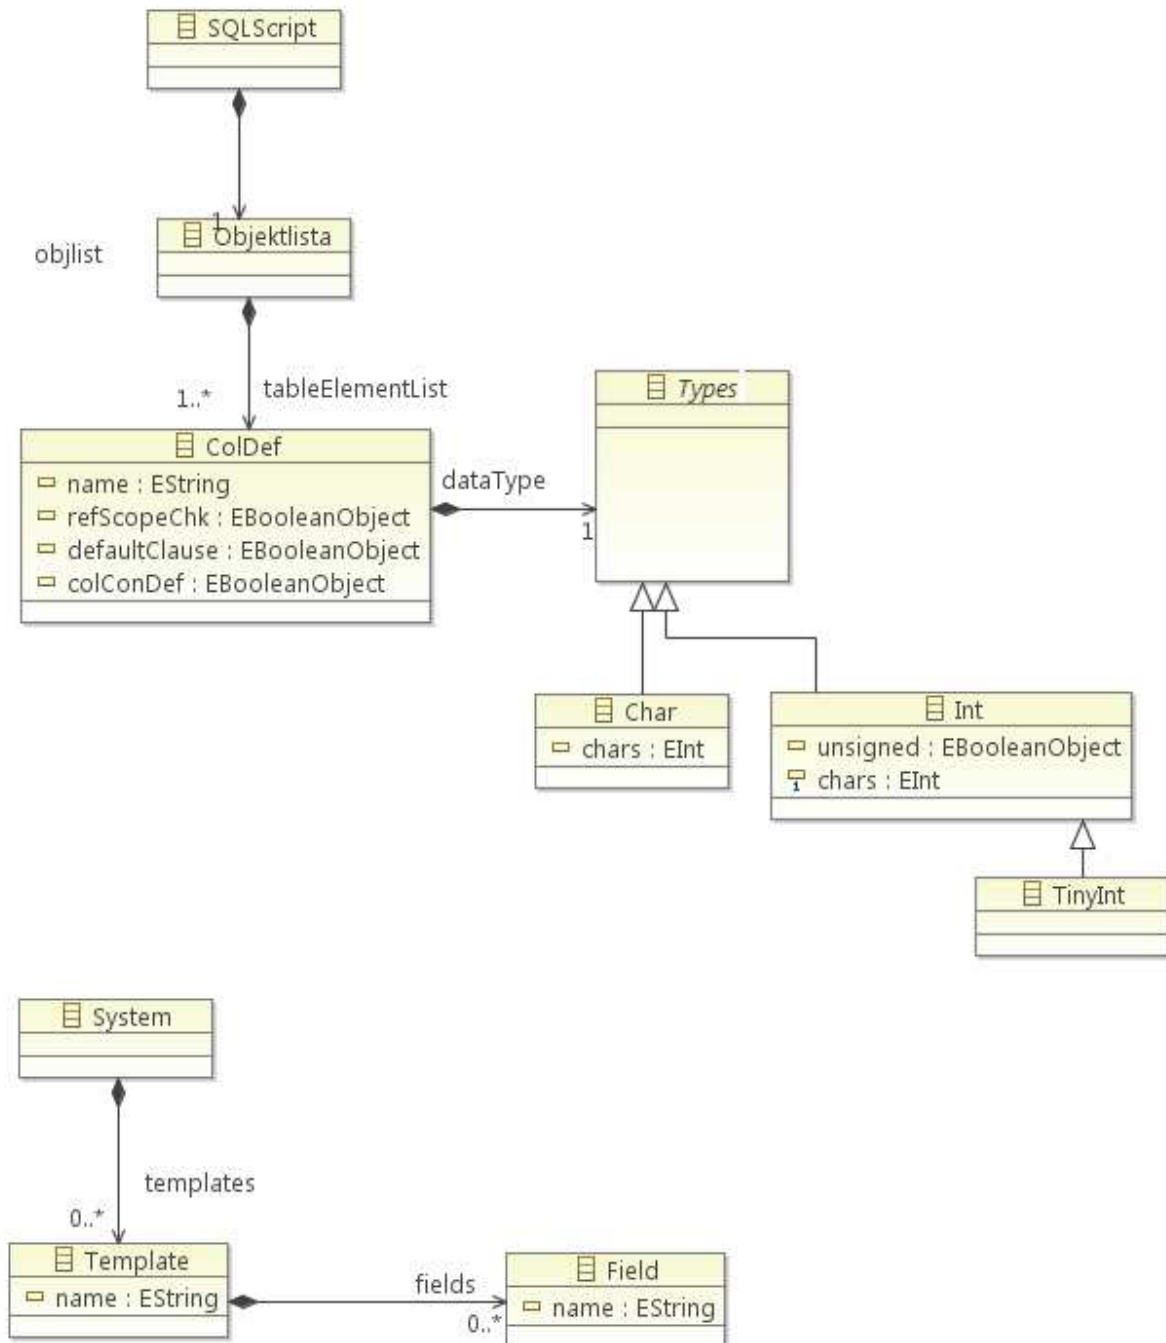 SQLScript
1
Objektlista
objlist
1..*
tableElementList
Types
ColDef
name : EString
refScopeChk : EBooleanObject
defaultClause : EBooleanObject
colConDef : EBooleanObject
dataType
1
Char
chars : EInt
Int
unsigned : EBooleanObject
1
chars : EInt
TinyInt
System
templates
0..*
Template
name : EString
fields
0..*
Field
name : EString